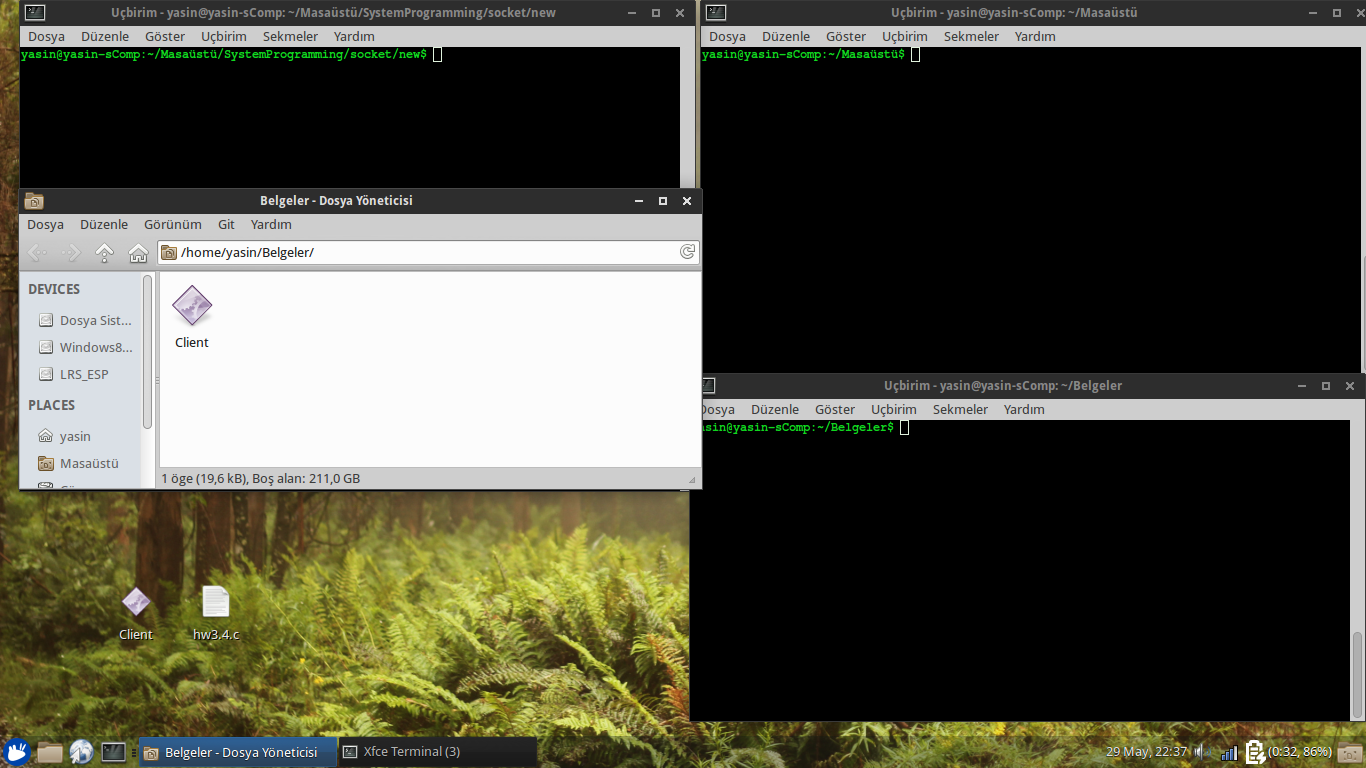 Uçbirim - yasin@yasin-sComp: ~/Masaüstü/SystemProgramming/socket/new
Dosya Düzenle Göster Uçbirim Sekmeler Yardım
yasin@yasin-sComp:~/Masaüstü/SystemProgramming/socket/new$
Uçbirim - yasin@yasin-sComp: ~/Masaüstü
Dosya Düzenle Göster Uçbirim Sekmeler Yardım
yasin@yasin-sComp:~/Masaüstü$
Belgeler - Dosya Yöneticisi
Dosya Düzenle Görünüm Git Yardım
/home/yasin/Belgeler/
DEVICES
Dosya Sist...
Windows8...
LRS_ESP
PLACES
yasin
Masaüstü
Client
1 öge (19,6 kB), Boş alan: 211,0 GB
Uçbirim - yasin@yasin-sComp: ~/Belgeler
Dosya Düzenle Göster Uçbirim Sekmeler Yardım
asin@yasin-sComp:~/Belgeler$
Client
hw3.4.c
Belgeler - Dosya Yöneticisi
Xfce Terminal (3)
29 May, 22:37
(0:32, 86%)